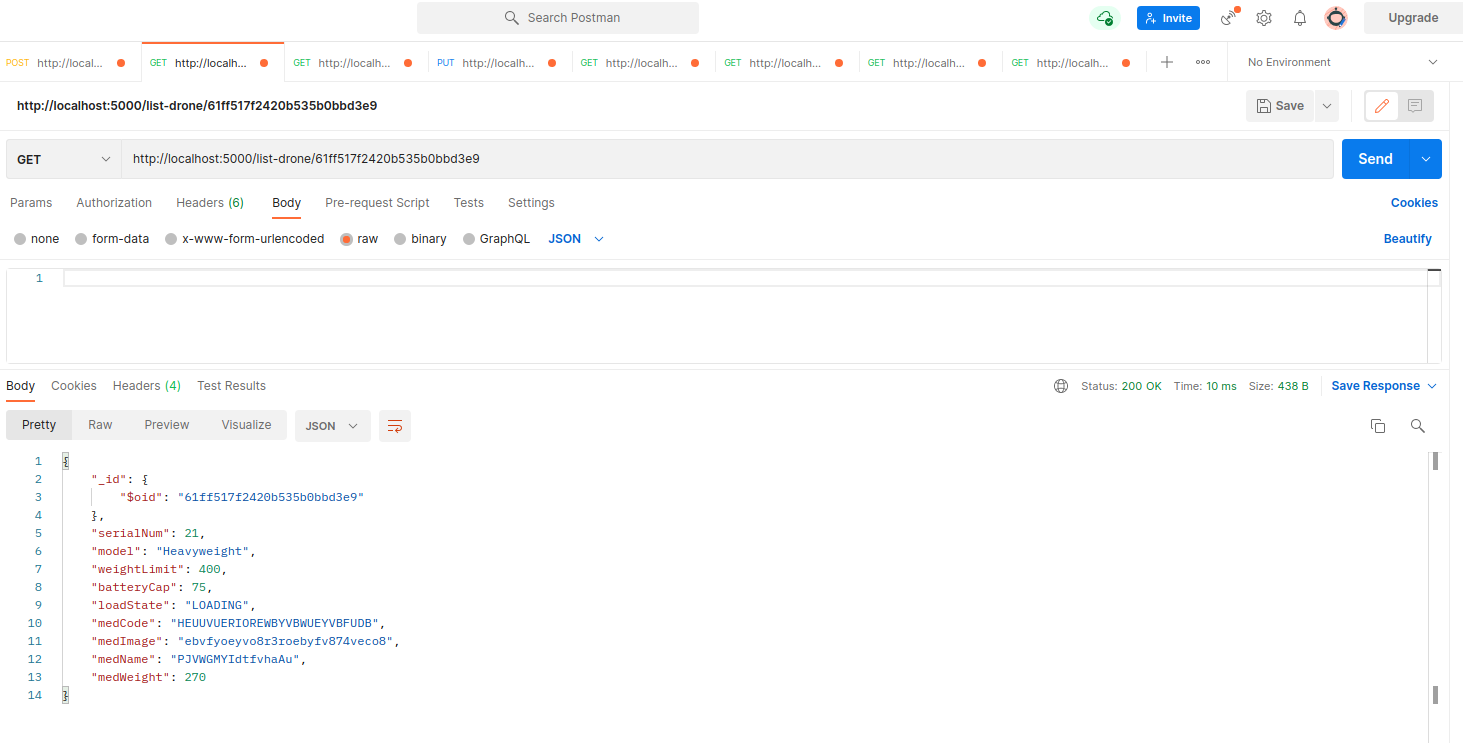 Search Postman
Invite
Upgrade
POST http://local...
GET http://localh...
GET http://localh...
PUT http://localh...
GET http://localh...
GET http://localh...
GET http://localh...
GET http://localh...
No Environment
http://localhost:5000/list-drone/61ff517f2420b535b0bbd3e9
Save
GET http://localhost:5000/list-drone/61ff517f2420b535b0bbd3e9 Send
Params Authorization Headers (6) Body Pre-request Script Tests Settings Cookies
none form-data x-www-form-urlencoded raw binary GraphQL JSON Beautify
1
Body Cookies Headers (4) Test Results Status: 200 OK Time: 10 ms Size: 438 B Save Response
Pretty Raw Preview Visualize JSON
1 {
2 "_id": {
3 "$oid": "61ff517f2420b535b0bbd3e9"
4 },
5 "serialNum": 21,
6 "model": "Heavyweight",
7 "weightLimit": 400,
8 "batteryCap": 75,
9 "loadState": "LOADING",
10 "medCode": "HEUUVUERIOREWBYVBWUEYVBFUDB",
11 "medImage": "ebvfyoeyvo8r3roebyfv874veco8",
12 "medName": "PJVWGMYIdtfvhaAu",
13 "medWeight": 270
14 }